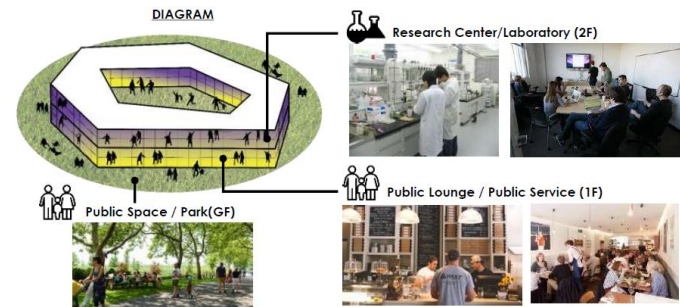 DIAGRAM
Research Center/Laboratory (2F)
Public Lounge / Public Service (1F)
Public Space / Park(GF)